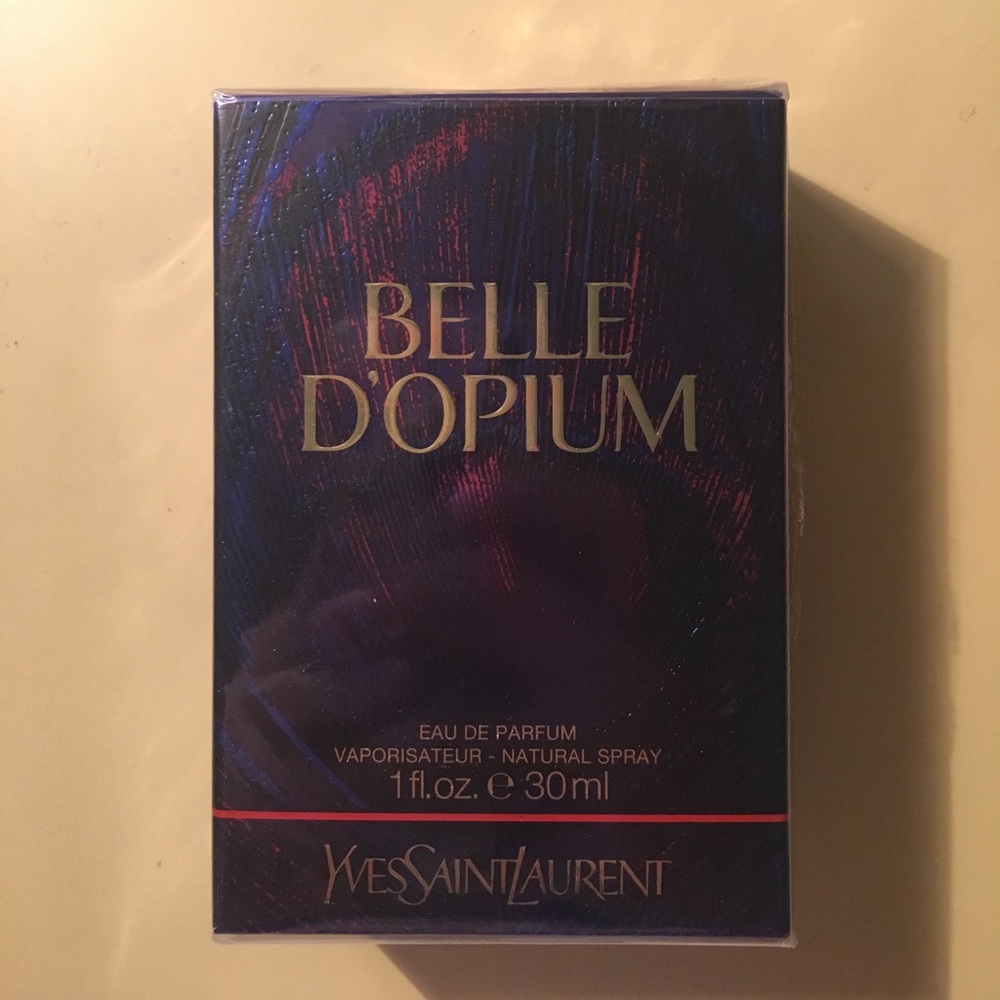 BELLE
D'OPIUM
EAU DE PARFUM
VAPORISATEUR - NATURAL SPRAY
1 fl.oz. ℮ 30 ml
YVESSAINTLAURENT